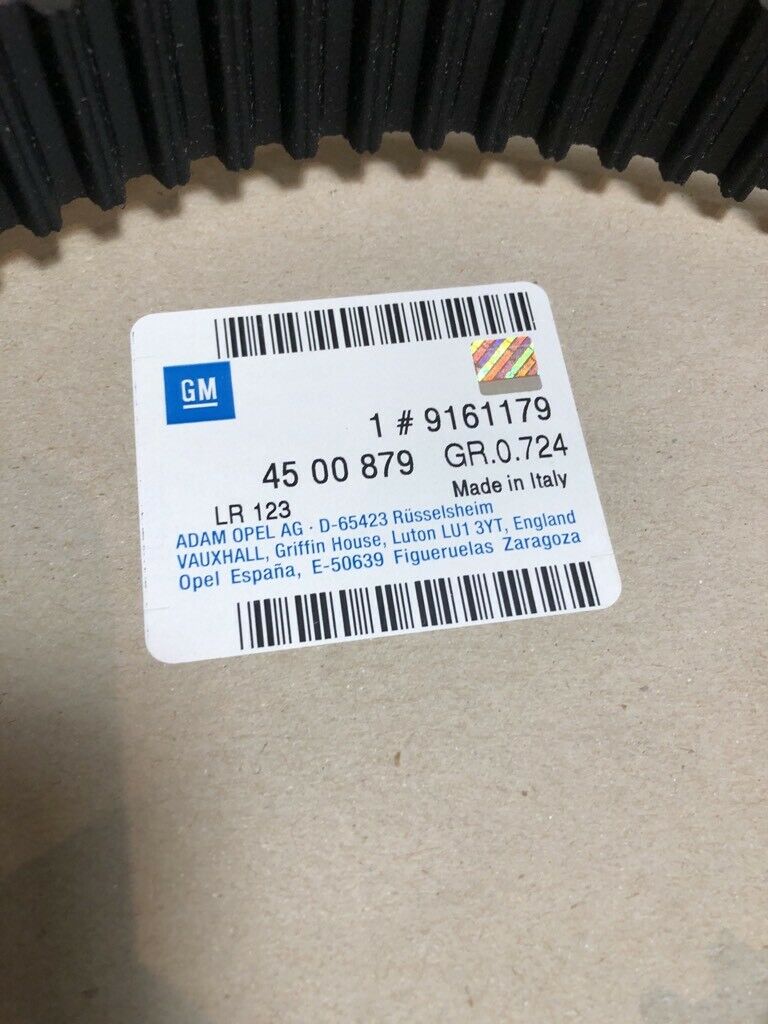 GM
1 # 9161179
45 00 879 GR.0.724
LR 123 Made in Italy
ADAM OPEL AG · D-65423 Rüsselsheim
VAUXHALL, Griffin House, Luton LU1 3YT, England
Opel España, E-50639 Figueruelas Zaragoza